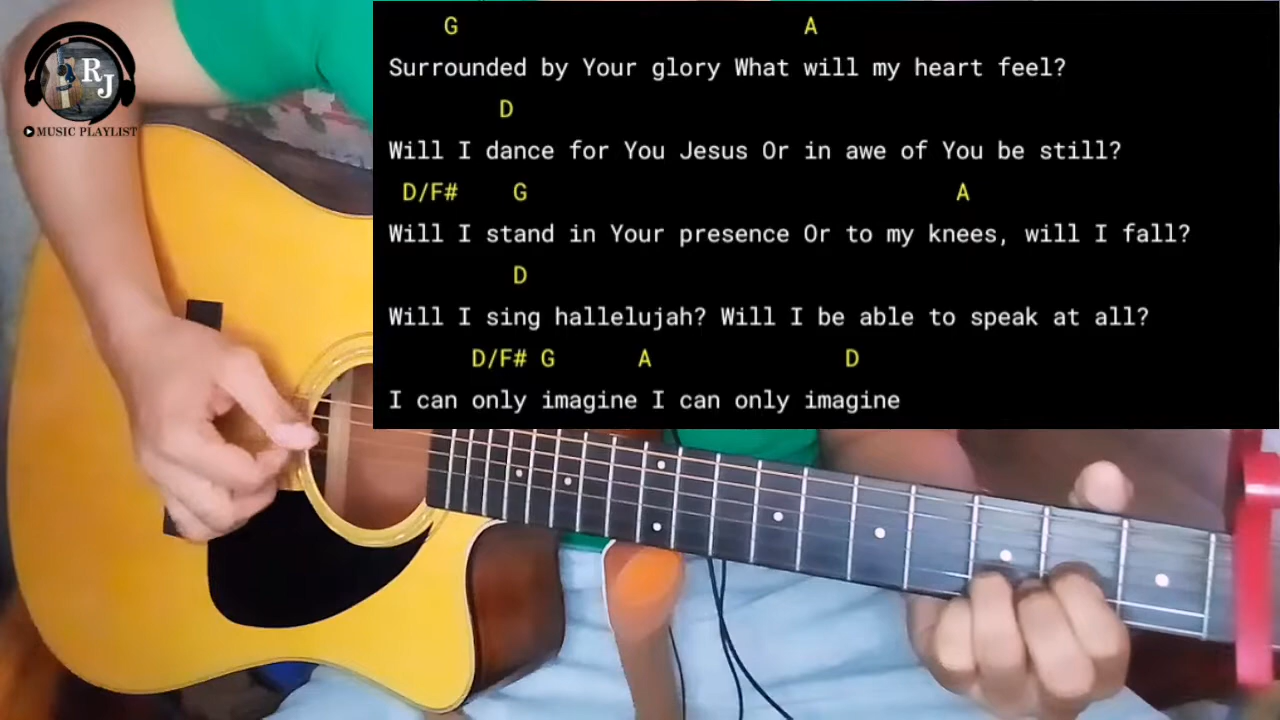 RJ
MUSIC PLAYLIST
G A
Surrounded by Your glory What will my heart feel?
D
Will I dance for You Jesus Or in awe of You be still?
D/F# G A
Will I stand in Your presence Or to my knees, will I fall?
D
Will I sing hallelujah? Will I be able to speak at all?
D/F# G A D
I can only imagine I can only imagine